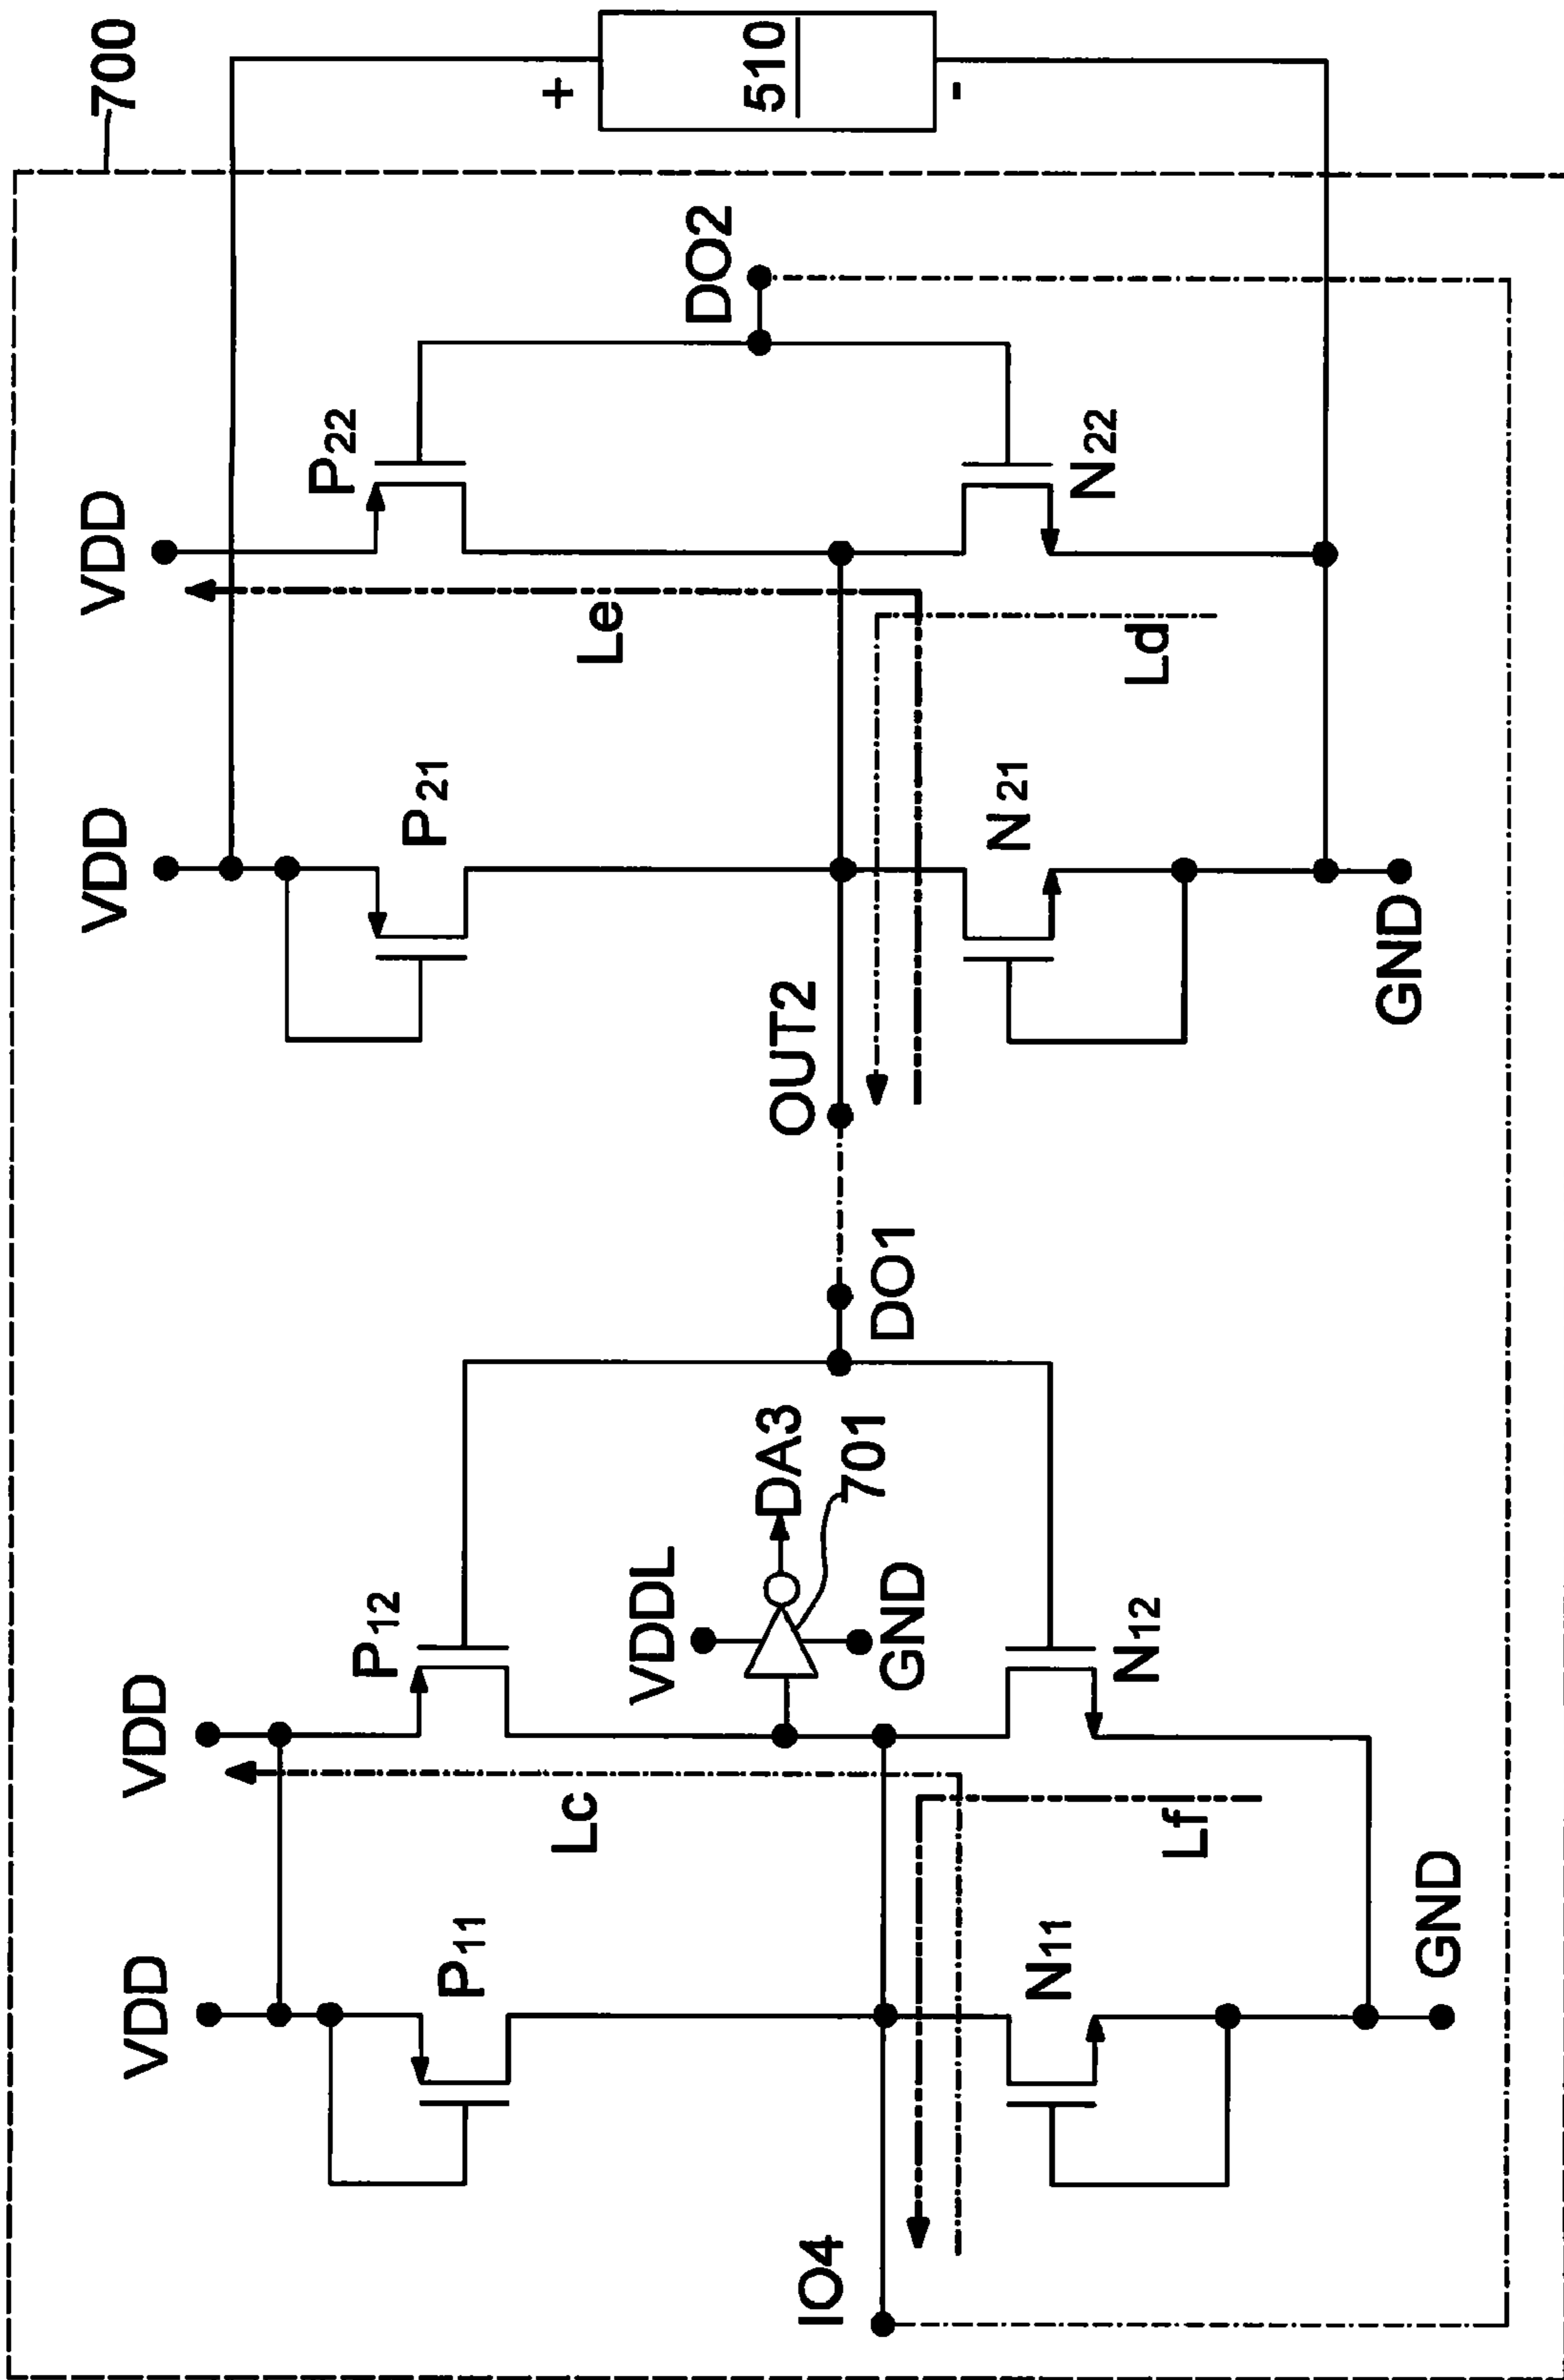 700
510
+
-
VDD
VDD
VDD
VDD
P11
P12
P21
P22
Lc
Le
VDDL
DA3
701
GND
DO1
OUT2
DO2
IO4
N11
N12
N21
N22
Lf
Ld
GND
GND